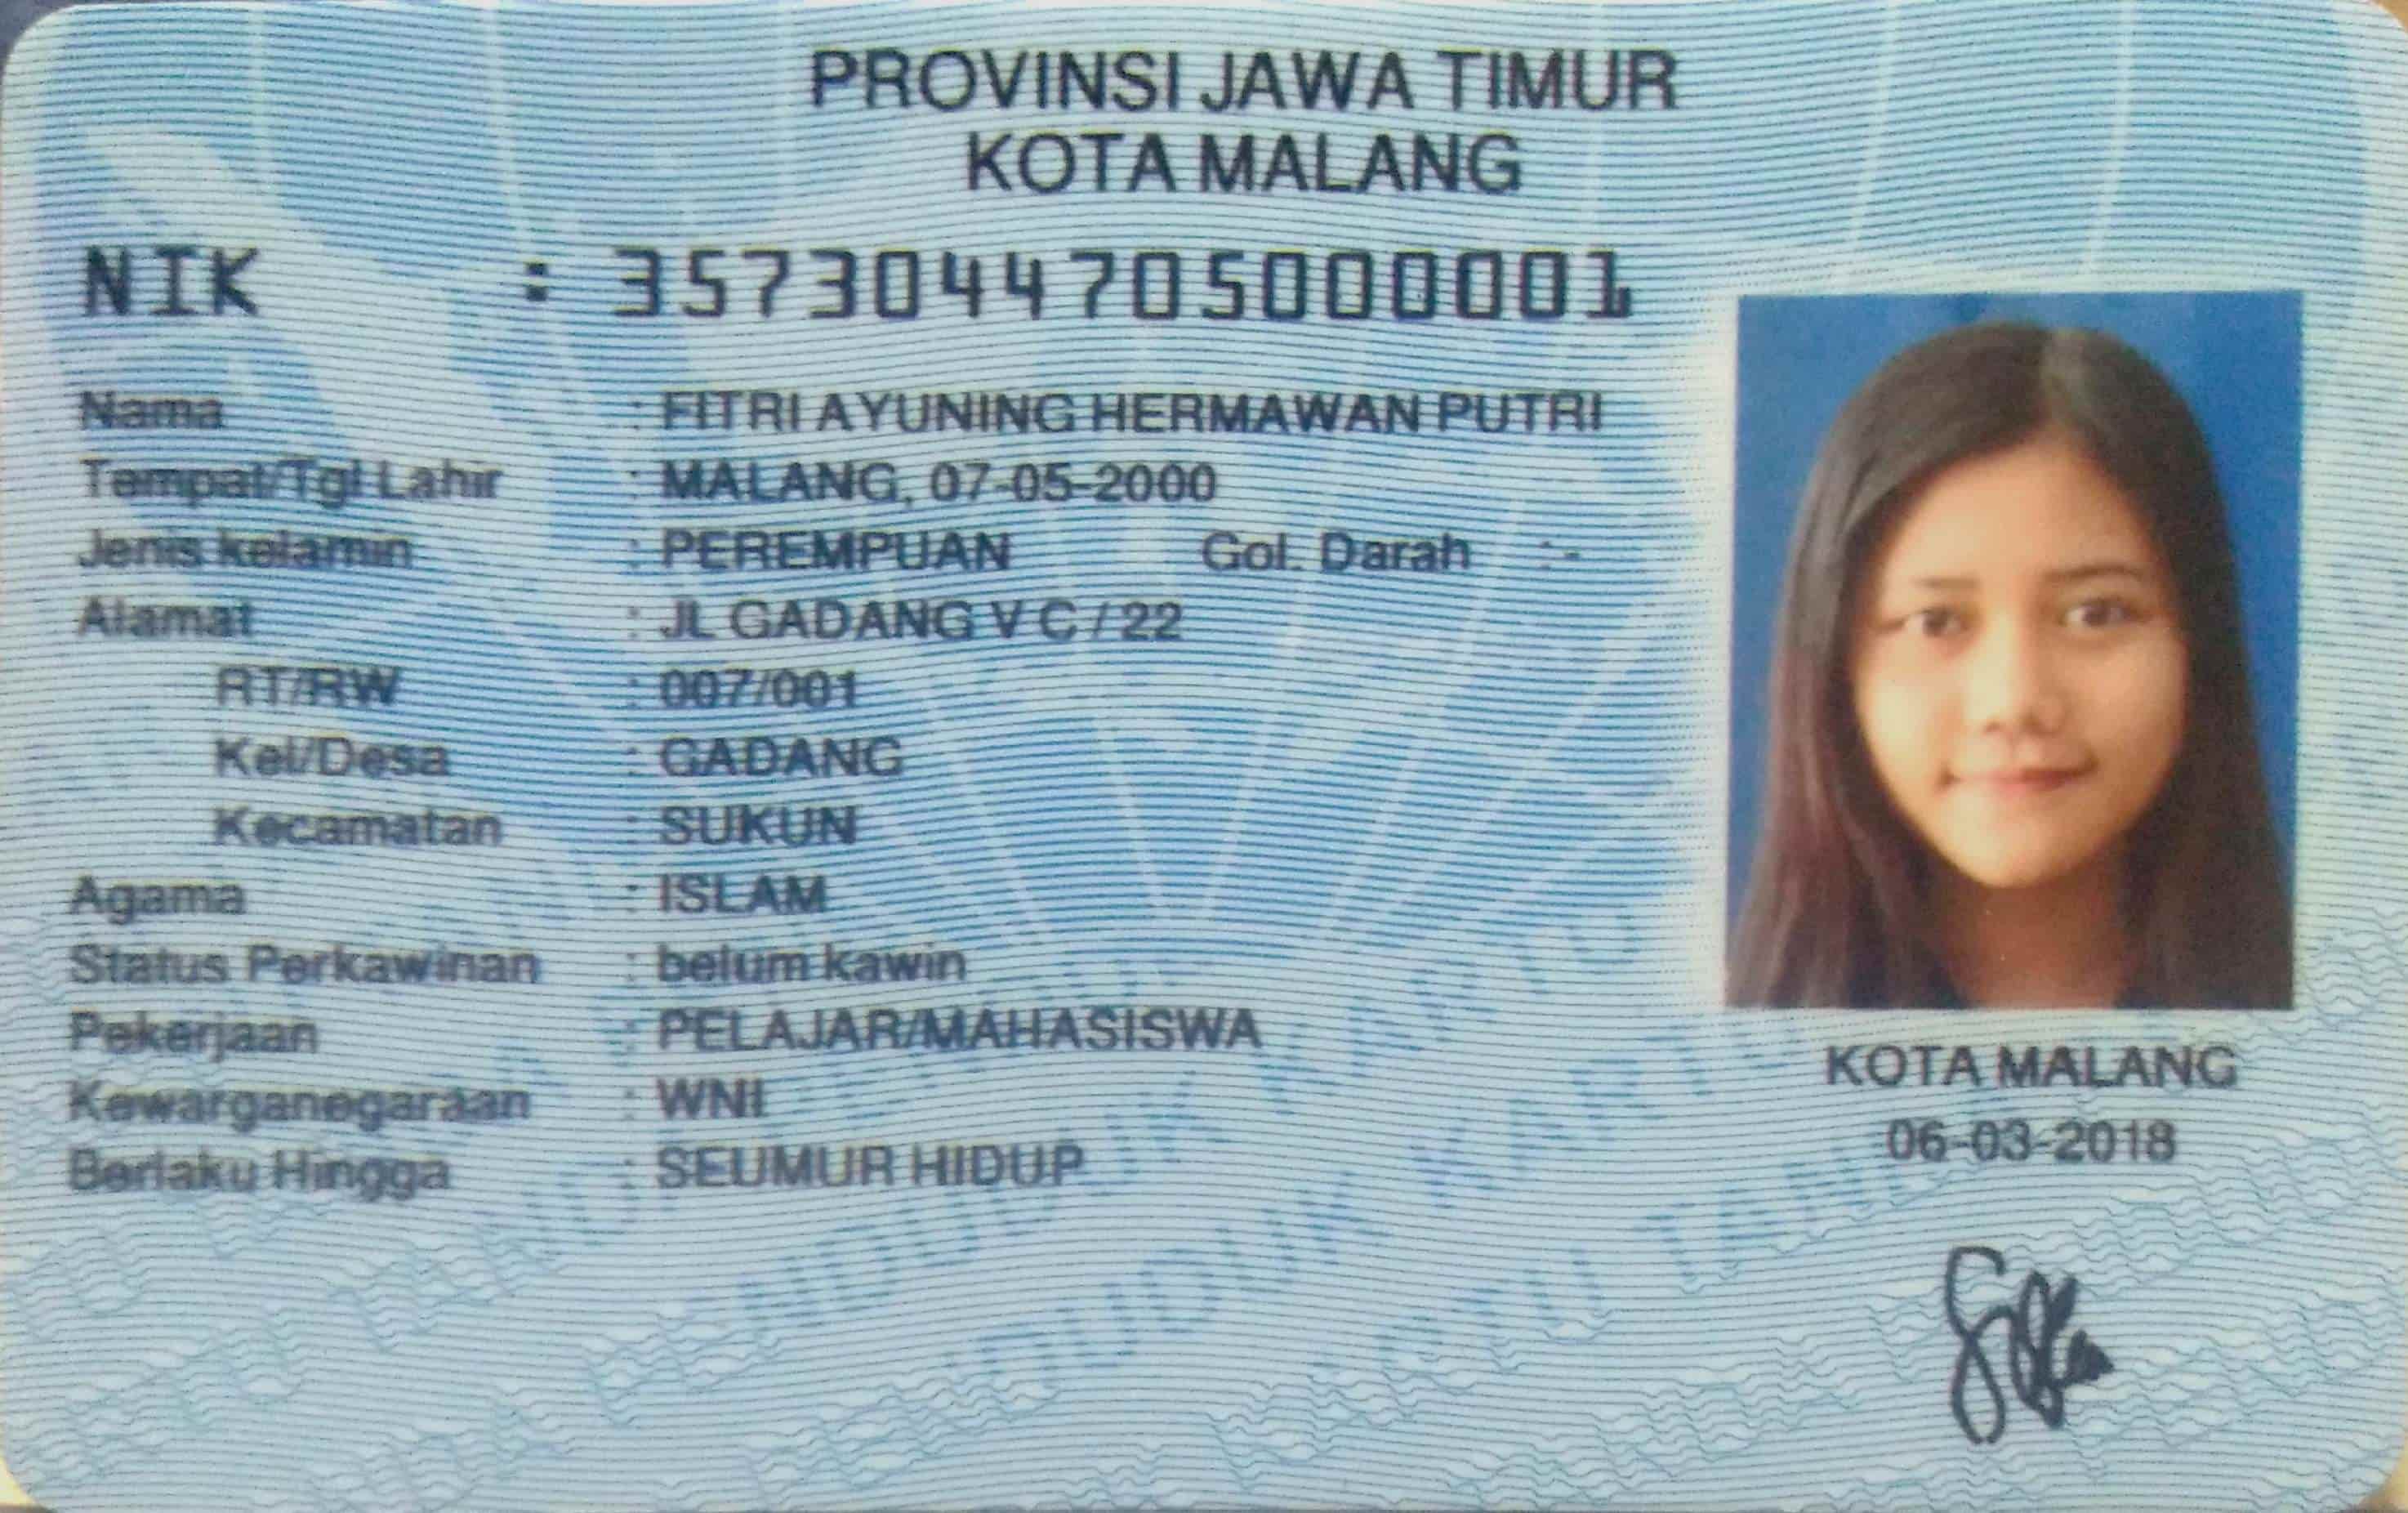 PROVINSI JAWA TIMUR
KOTA MALANG
NIK : 3573044705000001
Nama : FITRI AYUNING HERMAWAN PUTRI
Tempat/Tgl Lahir : MALANG, 07-05-2000
Jenis kelamin : PEREMPUAN Gol. Darah : -
Alamat : JL GADANG V C / 22
RT/RW : 007/001
Kel/Desa : GADANG
Kecamatan : SUKUN
Agama : ISLAM
Status Perkawinan : belum kawin
Pekerjaan : PELAJAR/MAHASISWA
Kewarganegaraan : WNI
Berlaku Hingga : SEUMUR HIDUP
KOTA MALANG
06-03-2018